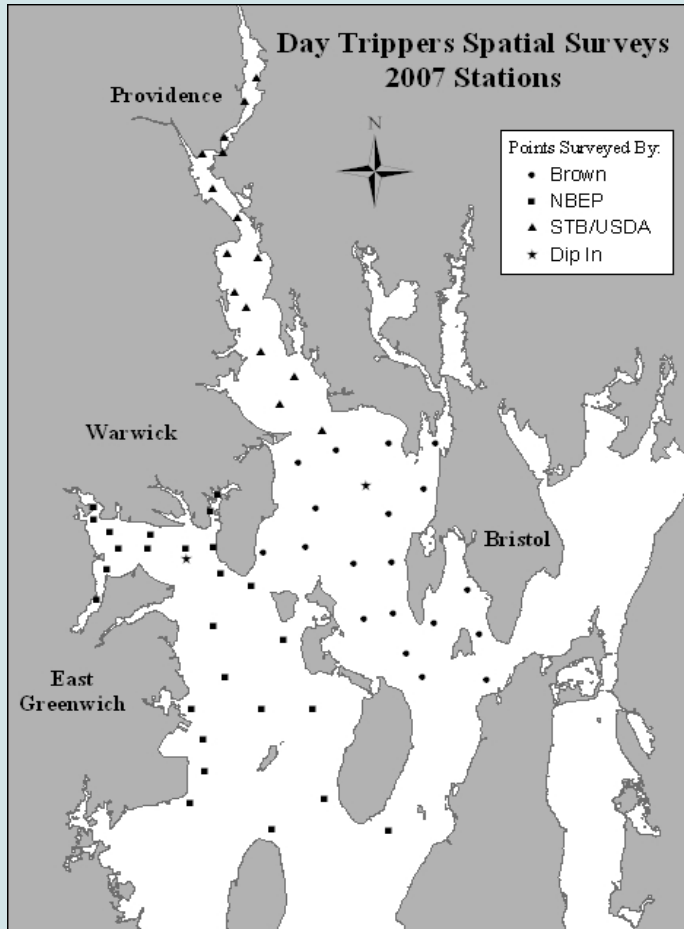 Day Trippers Spatial Surveys
2007 Stations
Providence
N
Points Surveyed By:
Brown
NBEP
STB/USDA
Dip In
Warwick
Bristol
East
Greenwich